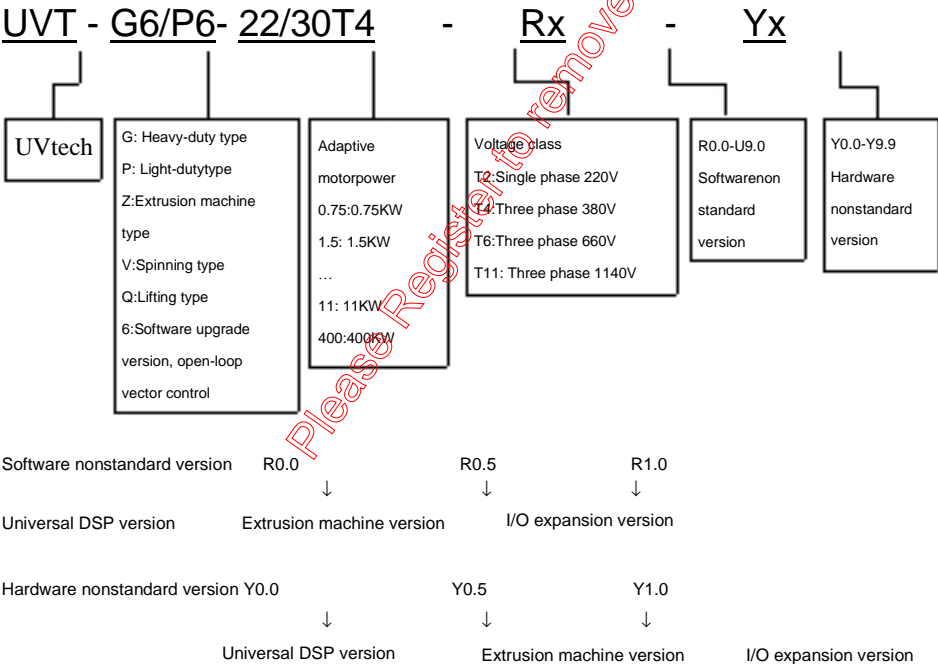 UVT - G6/P6- 22/30T4 - Rx - Yx
UVtech
G: Heavy-duty type
P: Light-dutytype
Z:Extrusion machine
type
V:Spinning type
Q:Lifting type
6:Software upgrade
version, open-loop
vector control
Adaptive
motorpower
0.75:0.75KW
1.5: 1.5KW
…
11: 11KW
400:400KW
Voltage class
T2:Single phase 220V
T4:Three phase 380V
T6:Three phase 660V
T11: Three phase 1140V
R0.0-U9.0
Softwarenon
standard
version
Y0.0-Y9.9
Hardware
nonstandard
version
Please Register to remove
Software nonstandard version R0.0 R0.5 R1.0
↓ ↓ ↓
Universal DSP version Extrusion machine version I/O expansion version
Hardware nonstandard version Y0.0 Y0.5 Y1.0
↓ ↓ ↓
Universal DSP version Extrusion machine version I/O expansion version